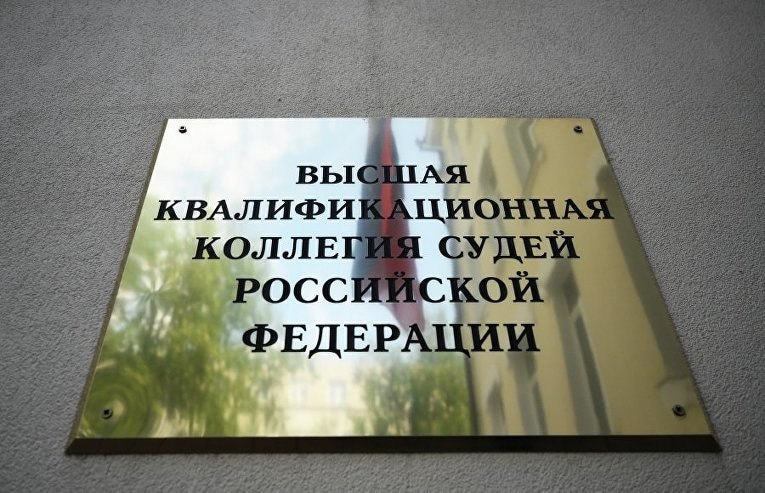 ВЫСШАЯ
КВАЛИФИКАЦИОННАЯ
КОЛЛЕГИЯ СУДЕЙ
РОССИЙСКОЙ
ФЕДЕРАЦИИ